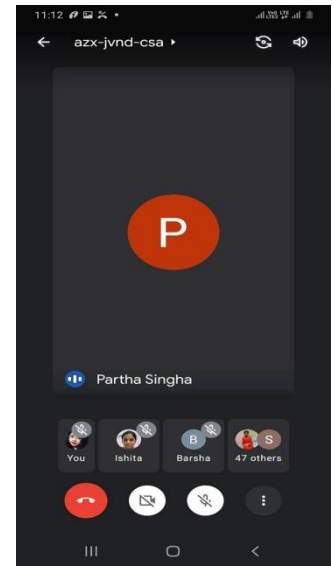 11:12
azx-jvnd-csa
P
Partha Singha
B
S
You
Ishita
Barsha
47 others